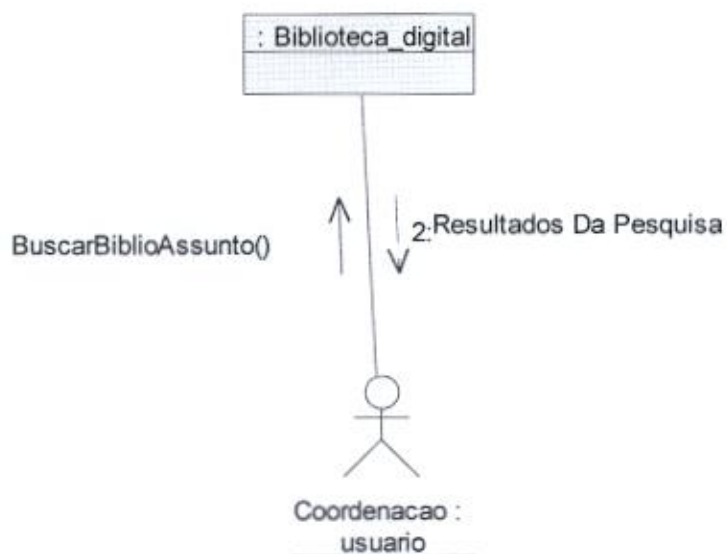 : Biblioteca_digital
BuscarBiblioAssunto()
2:Resultados Da Pesquisa
Coordenacao :
usuario